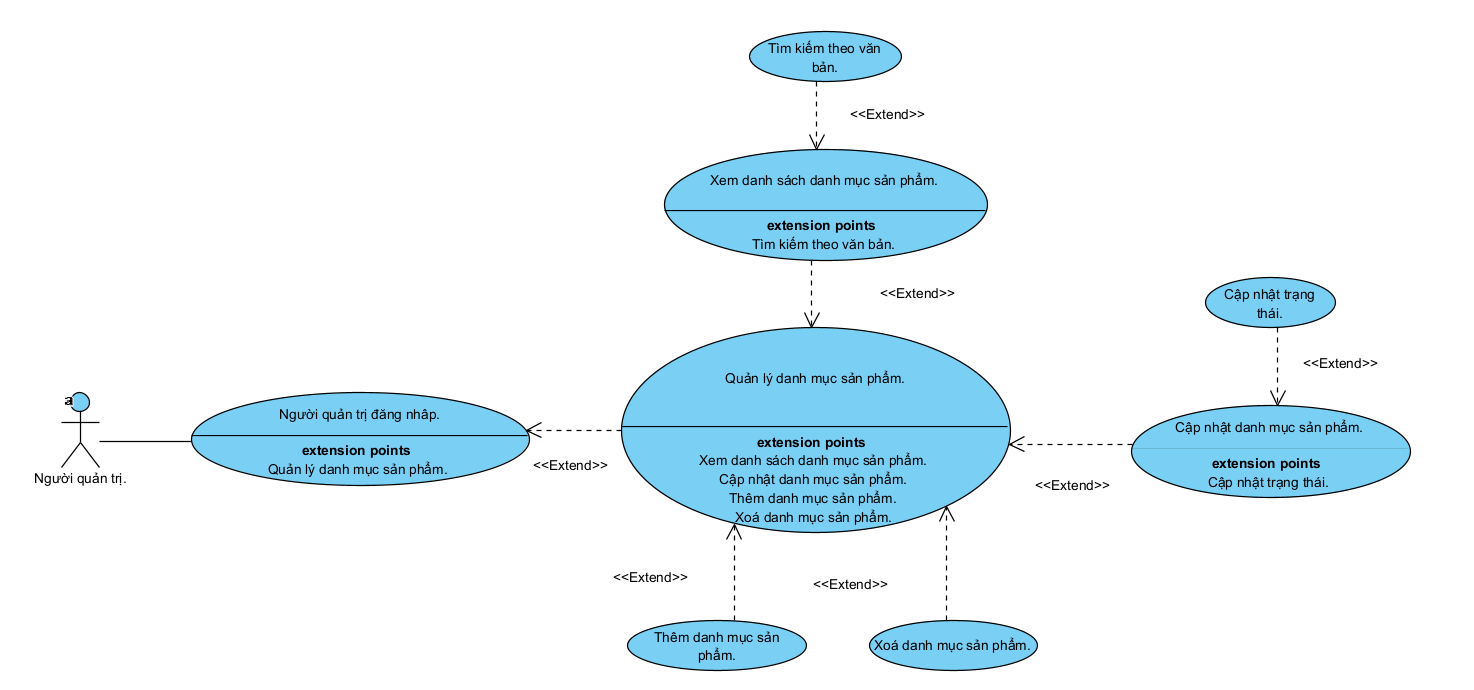 Tìm kiếm theo văn
bản.
<<Extend>>
Xem danh sách danh mục sản phẩm.
extension points
Tìm kiếm theo văn bản.
<<Extend>>
Cập nhật trạng
thái.
<<Extend>>
Quản lý danh mục sản phẩm.
extension points
Xem danh sách danh mục sản phẩm.
Cập nhật danh mục sản phẩm.
Thêm danh mục sản phẩm.
Xoá danh mục sản phẩm.
a
Người quản trị.
Người quản trị đăng nhâp.
extension points
Quản lý danh mục sản phẩm.
<<Extend>>
Cập nhật danh mục sản phẩm.
extension points
Cập nhật trạng thái.
<<Extend>>
<<Extend>>
<<Extend>>
Thêm danh mục sản
phẩm.
Xoá danh mục sản phẩm.